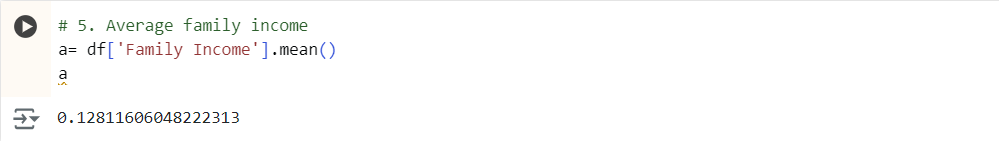 # 5. Average family income
a= df['Family Income'].mean()
a
0.12811606048222313